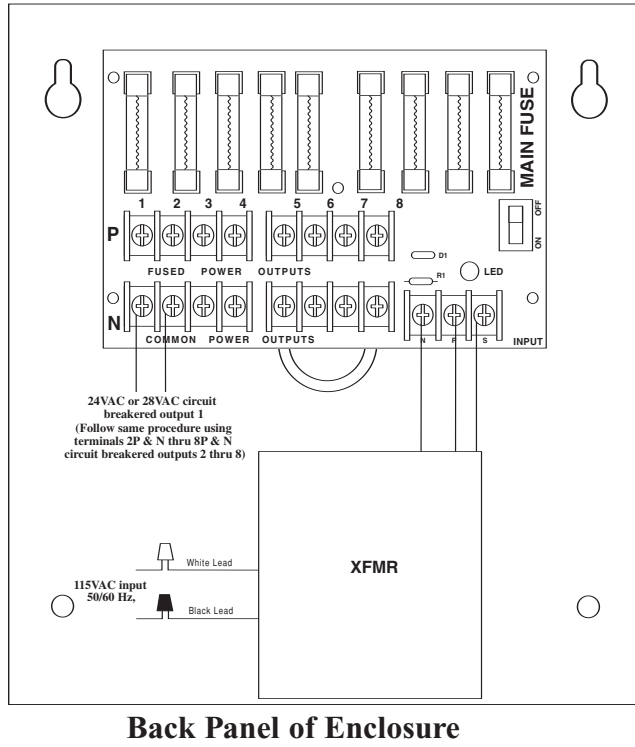 MAIN FUSE
1 2 3 4 5 6 7 8
OFF
ON
P
D1
FUSED POWER OUTPUTS
LED
R1
N
N P S
COMMON POWER OUTPUTS
INPUT
24VAC or 28VAC circuit
breakered output 1
(Follow same procedure using
terminals 2P & N thru 8P & N
circuit breakered outputs 2 thru 8)
XFMR
White Lead
115VAC input
50/60 Hz,
Black Lead
Back Panel of Enclosure